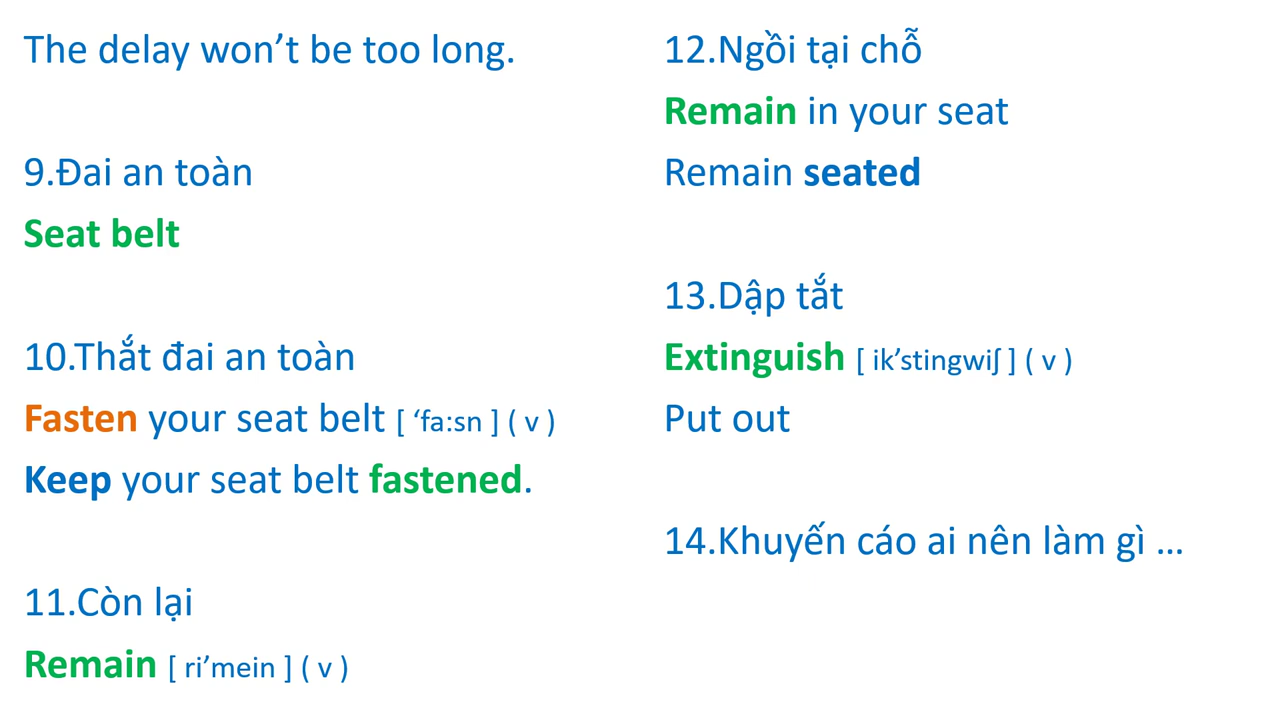 The delay won’t be too long.
9.Đai an toàn
Seat belt
10.Thắt đai an toàn
Fasten your seat belt [ ‘fa:sn ] ( v )
Keep your seat belt fastened.
11.Còn lại
Remain [ ri’mein ] ( v )
12.Ngồi tại chỗ
Remain in your seat
Remain seated
13.Dập tắt
Extinguish [ ik’stingwiʃ ] ( v )
Put out
14.Khuyến cáo ai nên làm gì ...